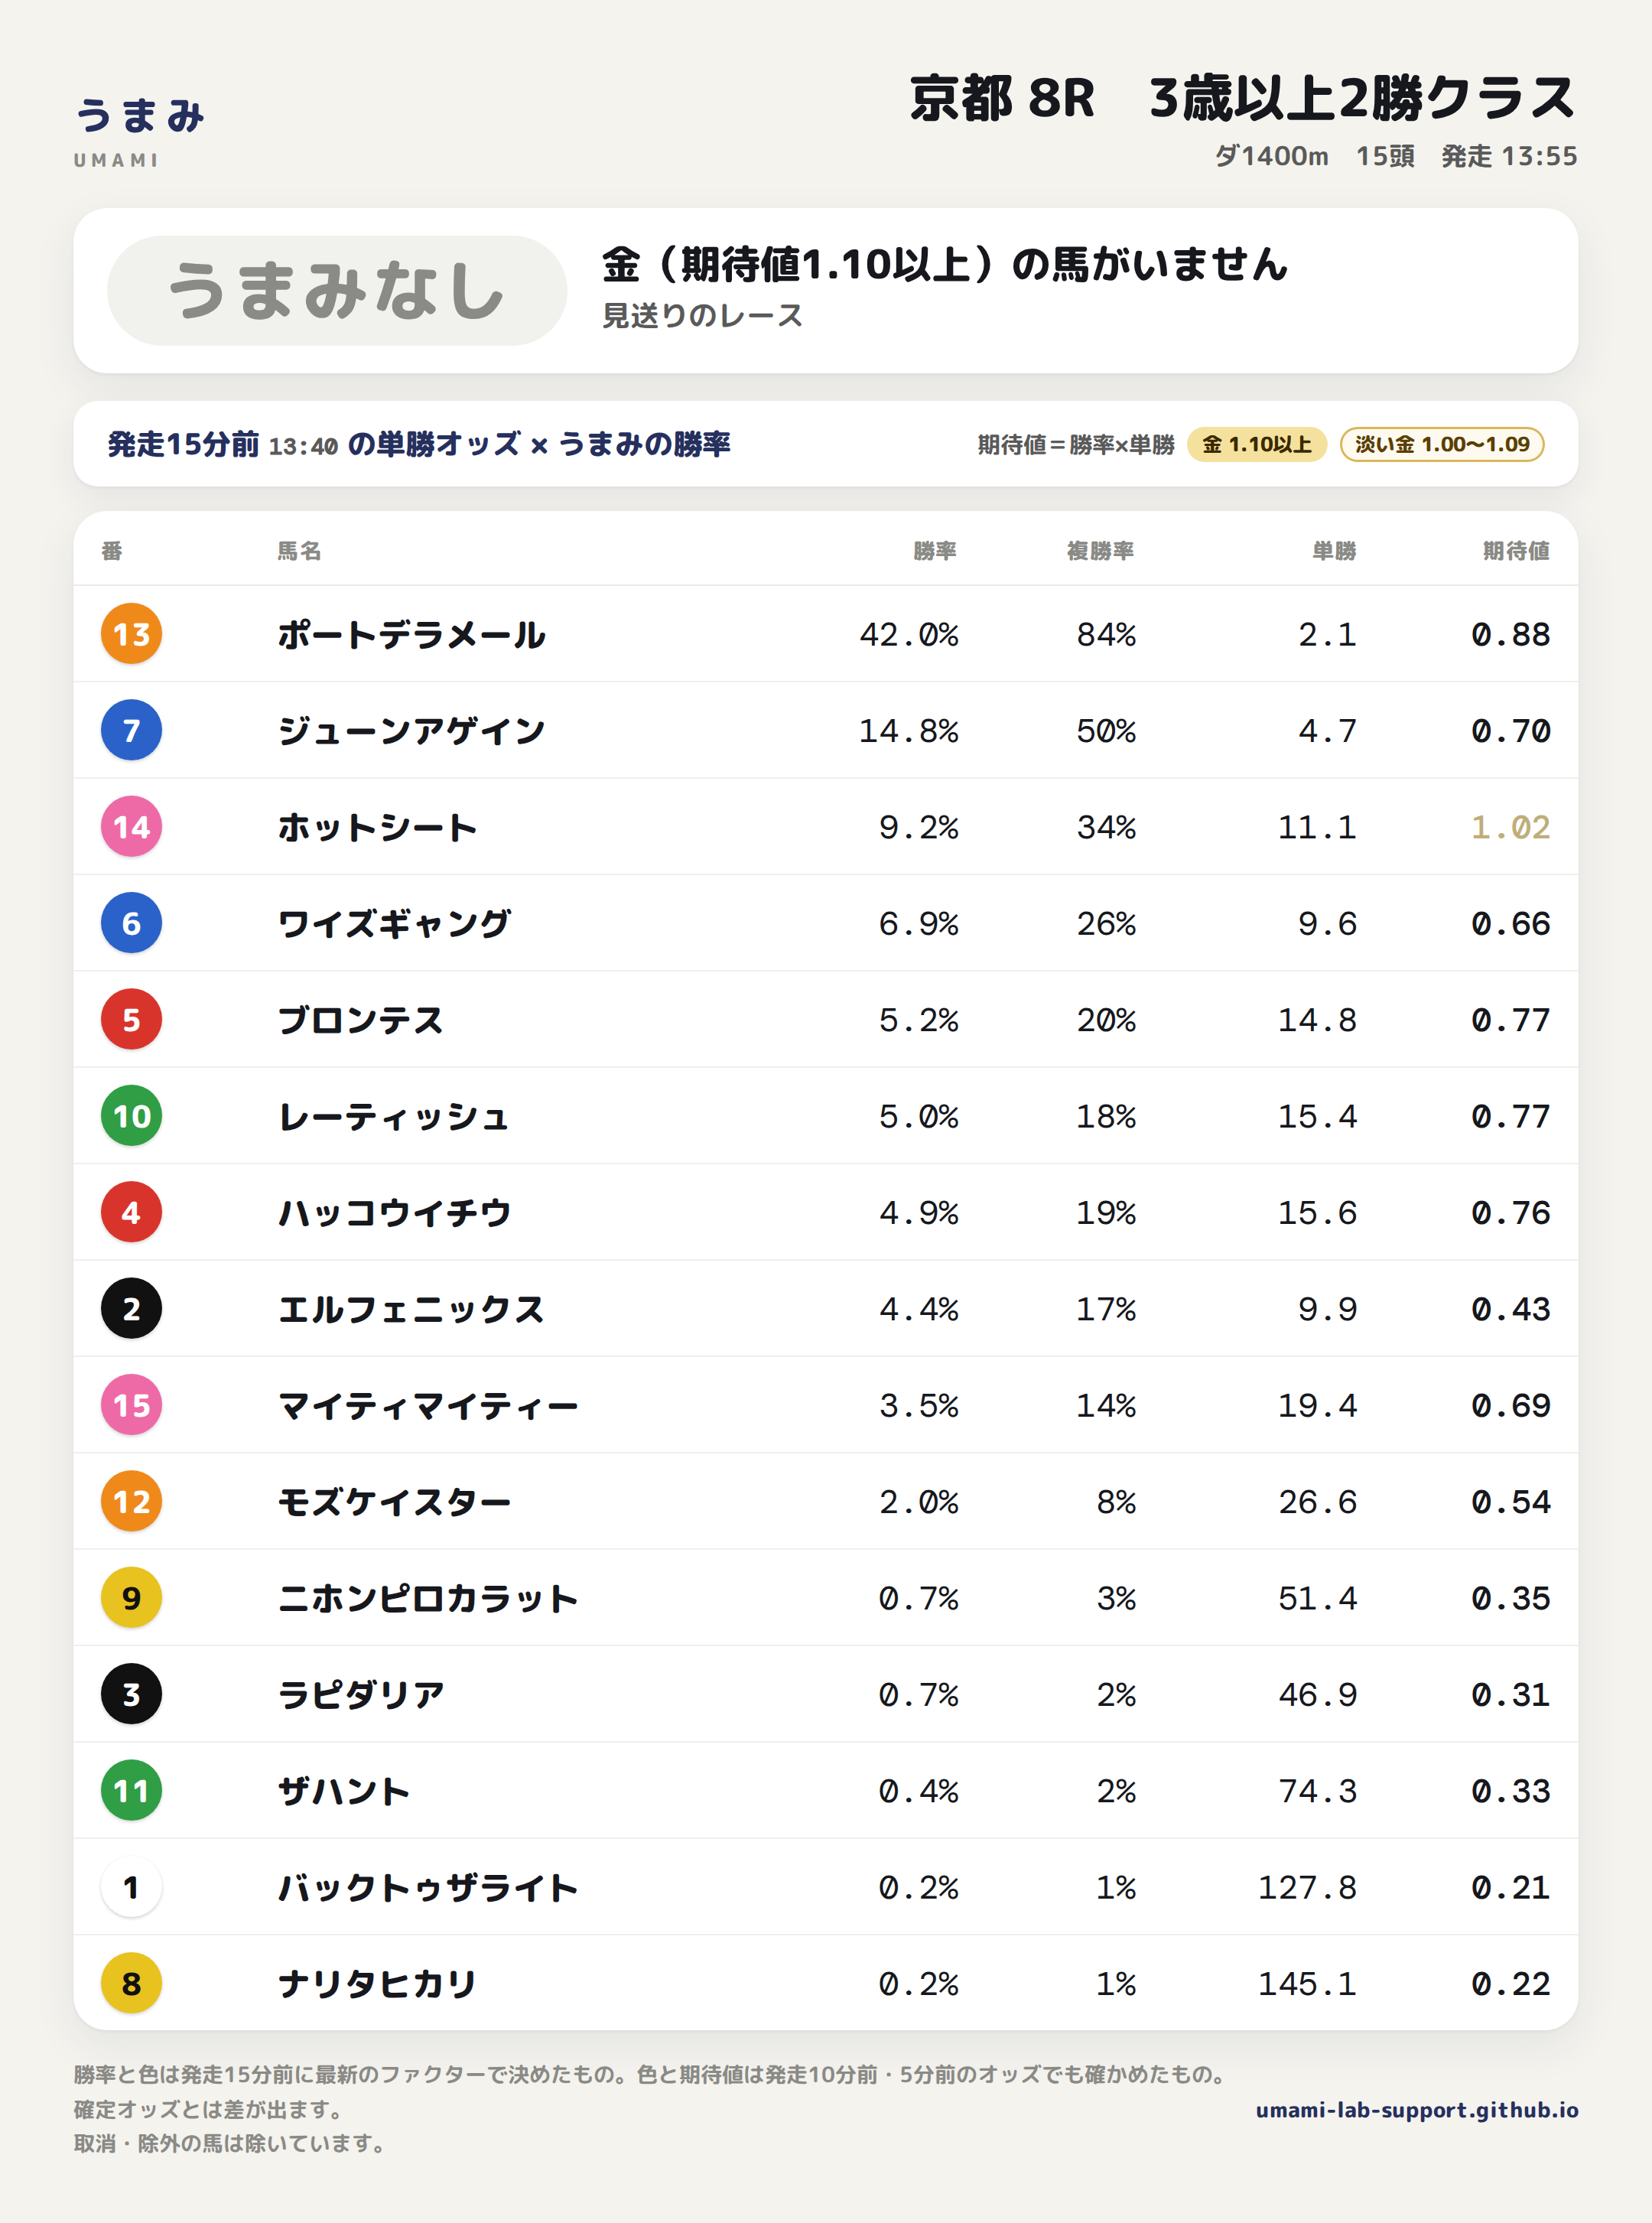 うまみ
UMAMI
京都 8R　3歳以上2勝クラス
ダ1400m　15頭　発走 13:55
うまみなし
金（期待値1.10以上）の馬がいません
見送りのレース
発走15分前 13:40 の単勝オッズ × うまみの勝率
期待値＝勝率×単勝 金 1.10以上 淡い金 1.00〜1.09
番 馬名 勝率 複勝率 単勝 期待値
13 ポートデラメール 42.0% 84% 2.1 0.88
7 ジューンアゲイン 14.8% 50% 4.7 0.70
14 ホットシート 9.2% 34% 11.1 1.02
6 ワイズギャング 6.9% 26% 9.6 0.66
5 ブロンテス 5.2% 20% 14.8 0.77
10 レーティッシュ 5.0% 18% 15.4 0.77
4 ハッコウイチウ 4.9% 19% 15.6 0.76
2 エルフェニックス 4.4% 17% 9.9 0.43
15 マイティマイティー 3.5% 14% 19.4 0.69
12 モズケイスター 2.0% 8% 26.6 0.54
9 ニホンピロカラット 0.7% 3% 51.4 0.35
3 ラピダリア 0.7% 2% 46.9 0.31
11 ザハント 0.4% 2% 74.3 0.33
1 バックトゥザライト 0.2% 1% 127.8 0.21
8 ナリタヒカリ 0.2% 1% 145.1 0.22
勝率と色は発走15分前に最新のファクターで決めたもの。色と期待値は発走10分前・5分前のオッズでも確かめたもの。
確定オッズとは差が出ます。
取消・除外の馬は除いています。
umami-lab-support.github.io